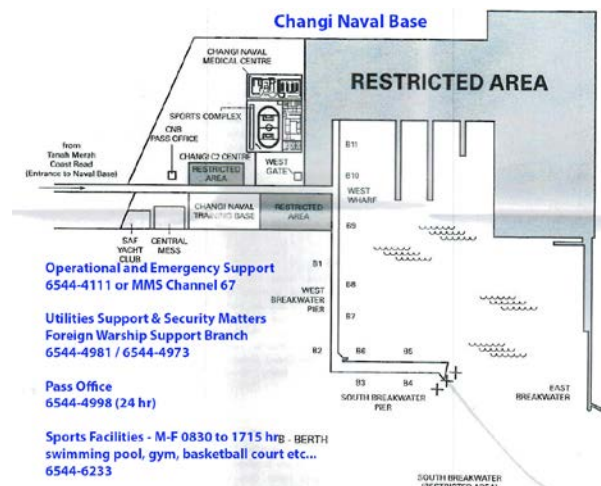 Changi Naval Base
CHANGI NAVAL
MEDICAL CENTRE
RESTRICTED AREA
SPORTS COMPLEX
CNB
PASS OFFICE
from
Tanah Merah
Coast Road
(Entrance to Naval Base)
CHANGI C2 CENTRE
RESTRICTED
AREA
WEST
GATE
B11
B10
WEST
WHARF
CHANGI NAVAL
TRAINING BASE
RESTRICTED
AREA
B9
SAF
YACHT
CLUB
CENTRAL
MESS
Operational and Emergency Support
6544-4111 or MMS Channel 67
B1
WEST
BREAKWATER
PIER
B8
B7
Utilities Support & Security Matters
Foreign Warship Support Branch
6544-4981 / 6544-4973
B2
B6
B5
B3
B4
SOUTH BREAKWATER
PIER
EAST
BREAKWATER
Pass Office
6544-4998 (24 hr)
Sports Facilities - M-F 0830 to 1715 hr
B - BERTH
swimming pool, gym, basketball court etc...
6544-6233
SOUTH BREAKWATER
(RESTRICTED AREA)